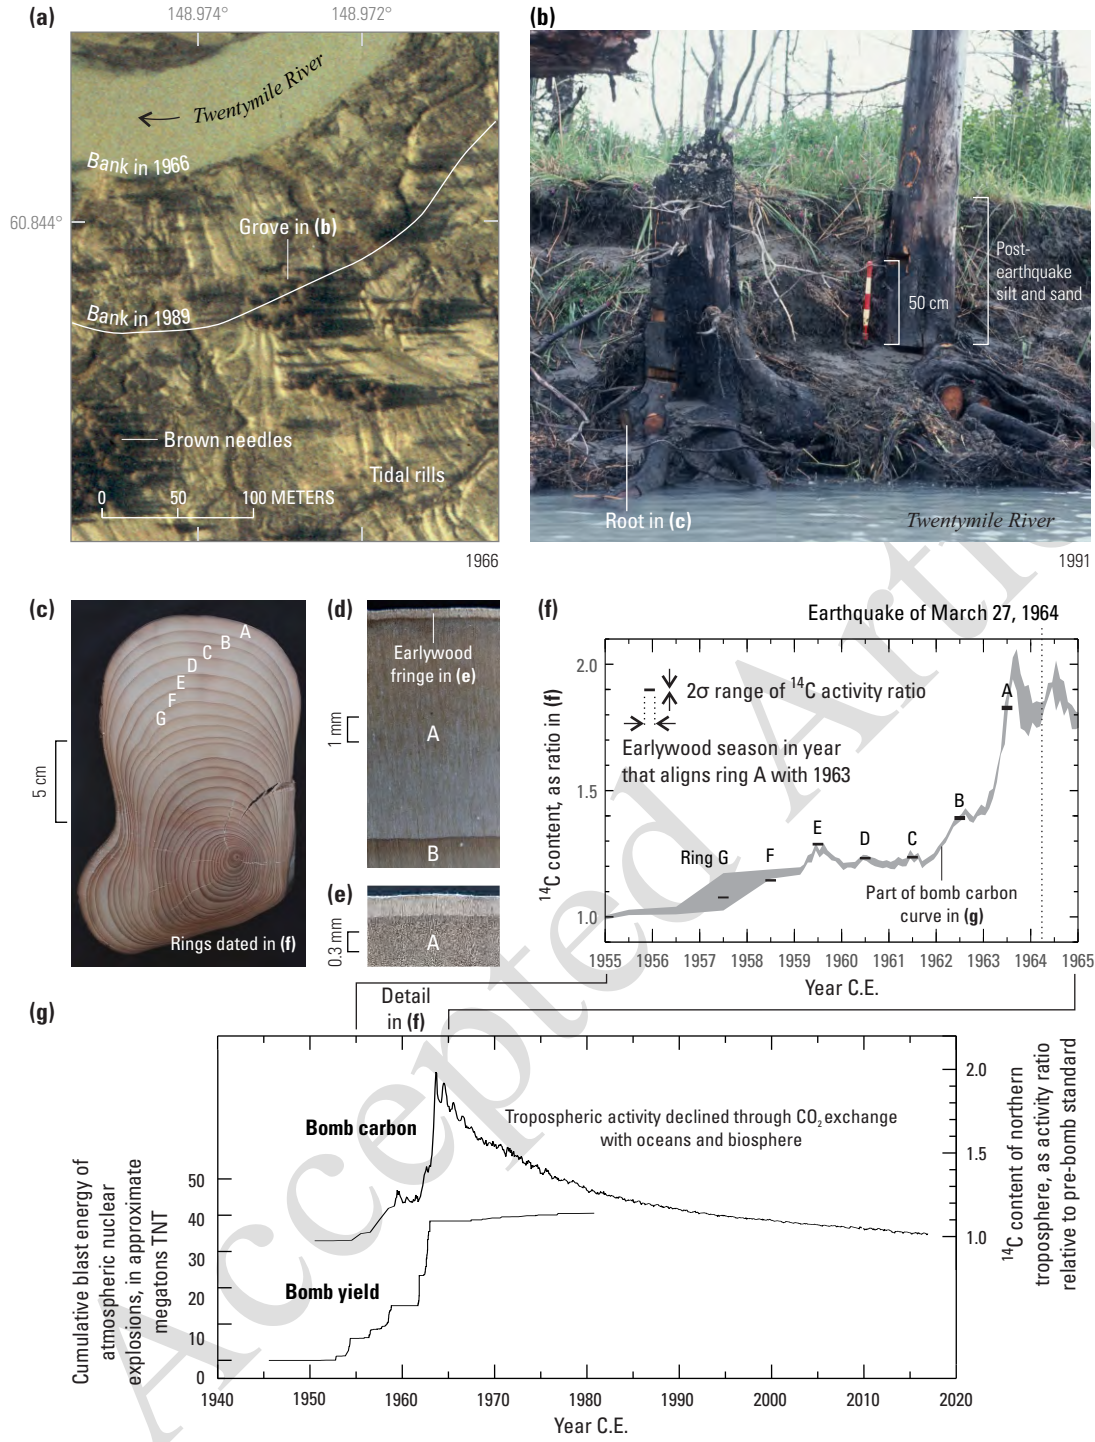 (a)
148.974°
148.972°
Twentymile River
Bank in 1966
60.844°
Grove in (b)
Bank in 1989
Brown needles
Tidal rills
0 50 100 METERS
1966
(b)
Post-
earthquake
silt and sand
50 cm
Root in (c)
Twentymile River
1991
(c)
A
B
C
D
E
F
G
5 cm
Rings dated in (f)
(d)
Earlywood
fringe in (e)
1 mm
A
B
(e)
0.3 mm
A
(f)
Earthquake of March 27, 1964
14C content, as ratio in (f)
2.0
1.5
1.0
2σ range of 14C activity ratio
Earlywood season in year
that aligns ring A with 1963
A
B
E
D
C
Ring G
F
Part of bomb carbon
curve in (g)
1955 1956 1957 1958 1959 1960 1961 1962 1963 1964 1965
Year C.E.
Detail
in (f)
(g)
Bomb carbon
Tropospheric activity declined through CO2 exchange
with oceans and biosphere
Bomb yield
Cumulative blast energy of
atmospheric nuclear
explosions, in approximate
megatons TNT
50
40
30
20
10
0
2.0
1.5
1.0
14C content of northern
troposphere, as activity ratio
relative to pre-bomb standard
1940 1950 1960 1970 1980 1990 2000 2010 2020
Year C.E.
Accepted Arti